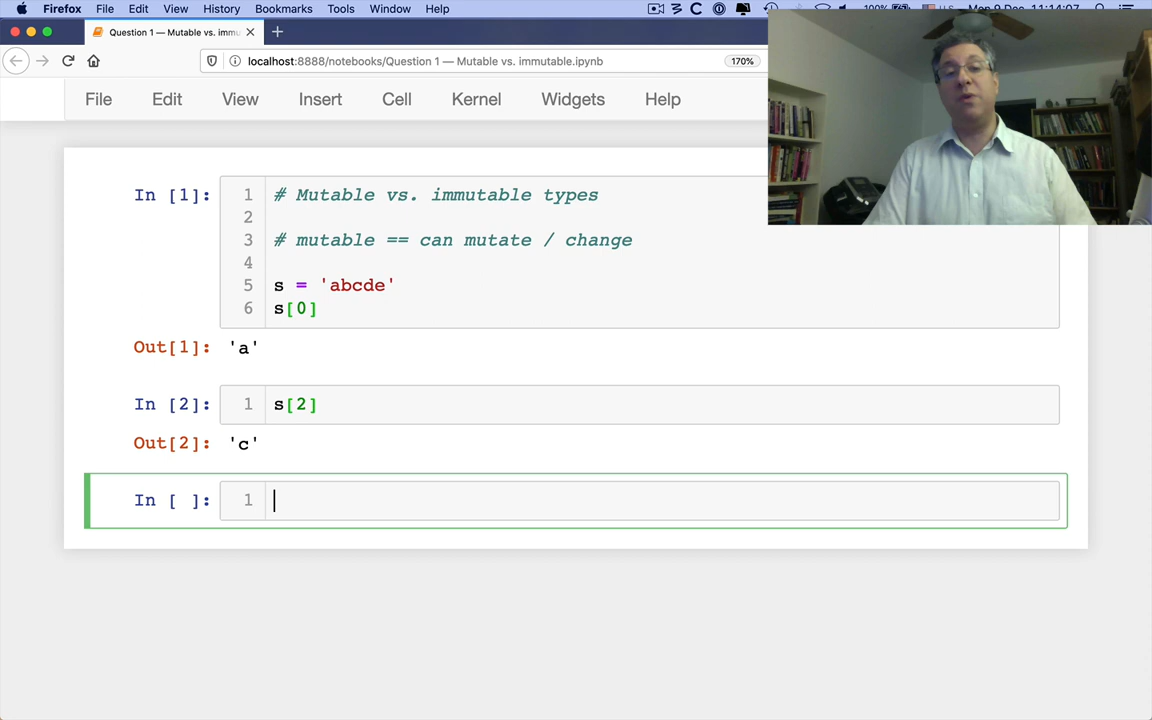 Firefox File Edit View History Bookmarks Tools Window Help
Question 1 — Mutable vs. immu
localhost:8888/notebooks/Question 1 — Mutable vs. immutable.ipynb 170%
File Edit View Insert Cell Kernel Widgets Help
In [1]: 1 # Mutable vs. immutable types
2
3 # mutable == can mutate / change
4
5 s = 'abcde'
6 s[0]
Out[1]: 'a'
In [2]: 1 s[2]
Out[2]: 'c'
In [ ]: 1